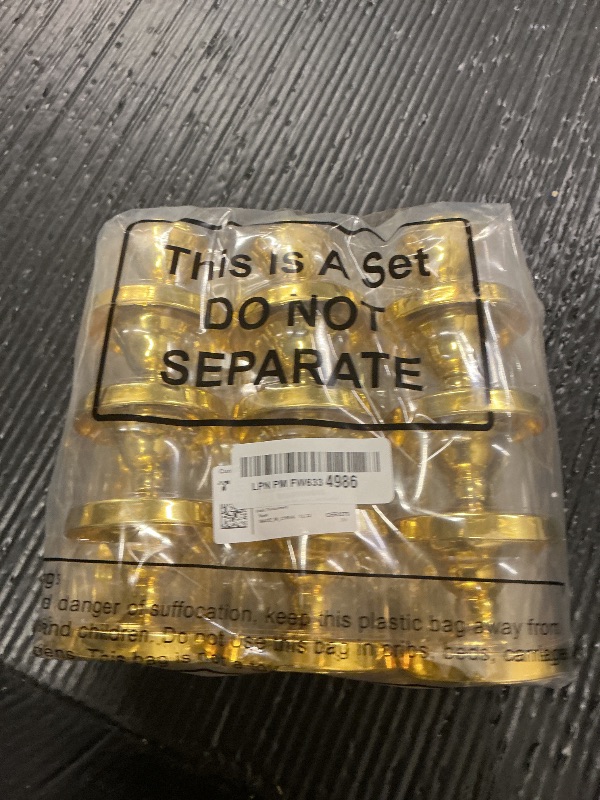 This Is A Set
DO NOT
SEPARATE
LPN PM FW633 4986
d danger of suffocation, keep this plastic bag away from
and children. Do not use this bag in cribs, beds, carriage
pens. This bag is not a toy